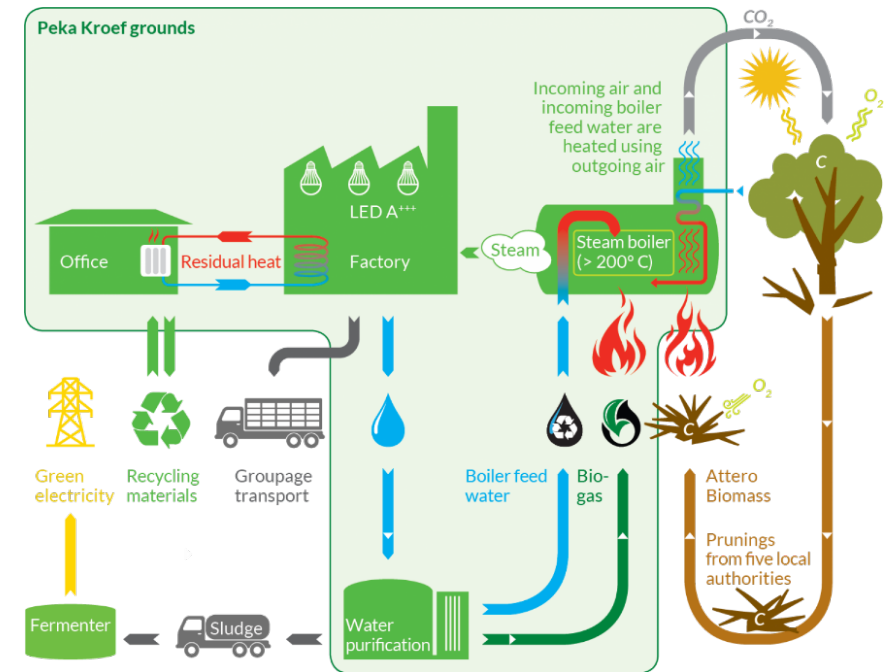 Peka Kroef grounds
CO₂
Incoming air and
incoming boiler
feed water are
heated using
outgoing air
O₂
C
LED A⁺⁺⁺
Office
Residual heat
Factory
Steam
Steam boiler
(> 200° C)
O₂
C
Green
electricity
Recycling
materials
Groupage
transport
Boiler feed
water
Bio-
gas
Attero
Biomass
Prunings
from five local
authorities
C
Fermenter
Sludge
Water
purification